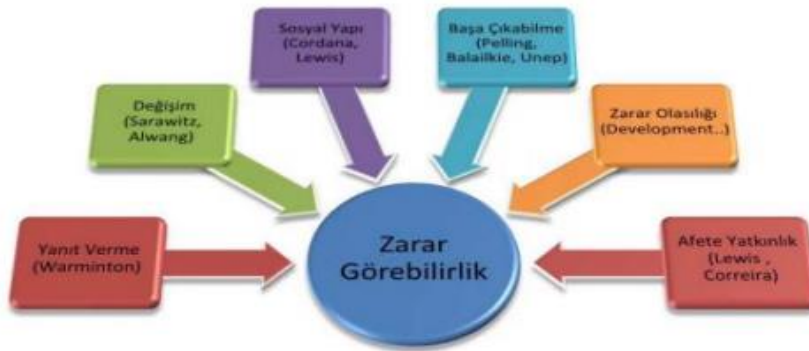 Sosyal Yapı
(Cordana,
Lewis)
Başa Çıkabilme
(Pelling,
Balailkie, Unep)
Değişim
(Sarawitz,
Alwang)
Zarar Olasılığı
(Development..)
Yanıt Verme
(Warminton)
Zarar
Görebilirlik
Afete Yatkınlık
(Lewis ,
Correira)